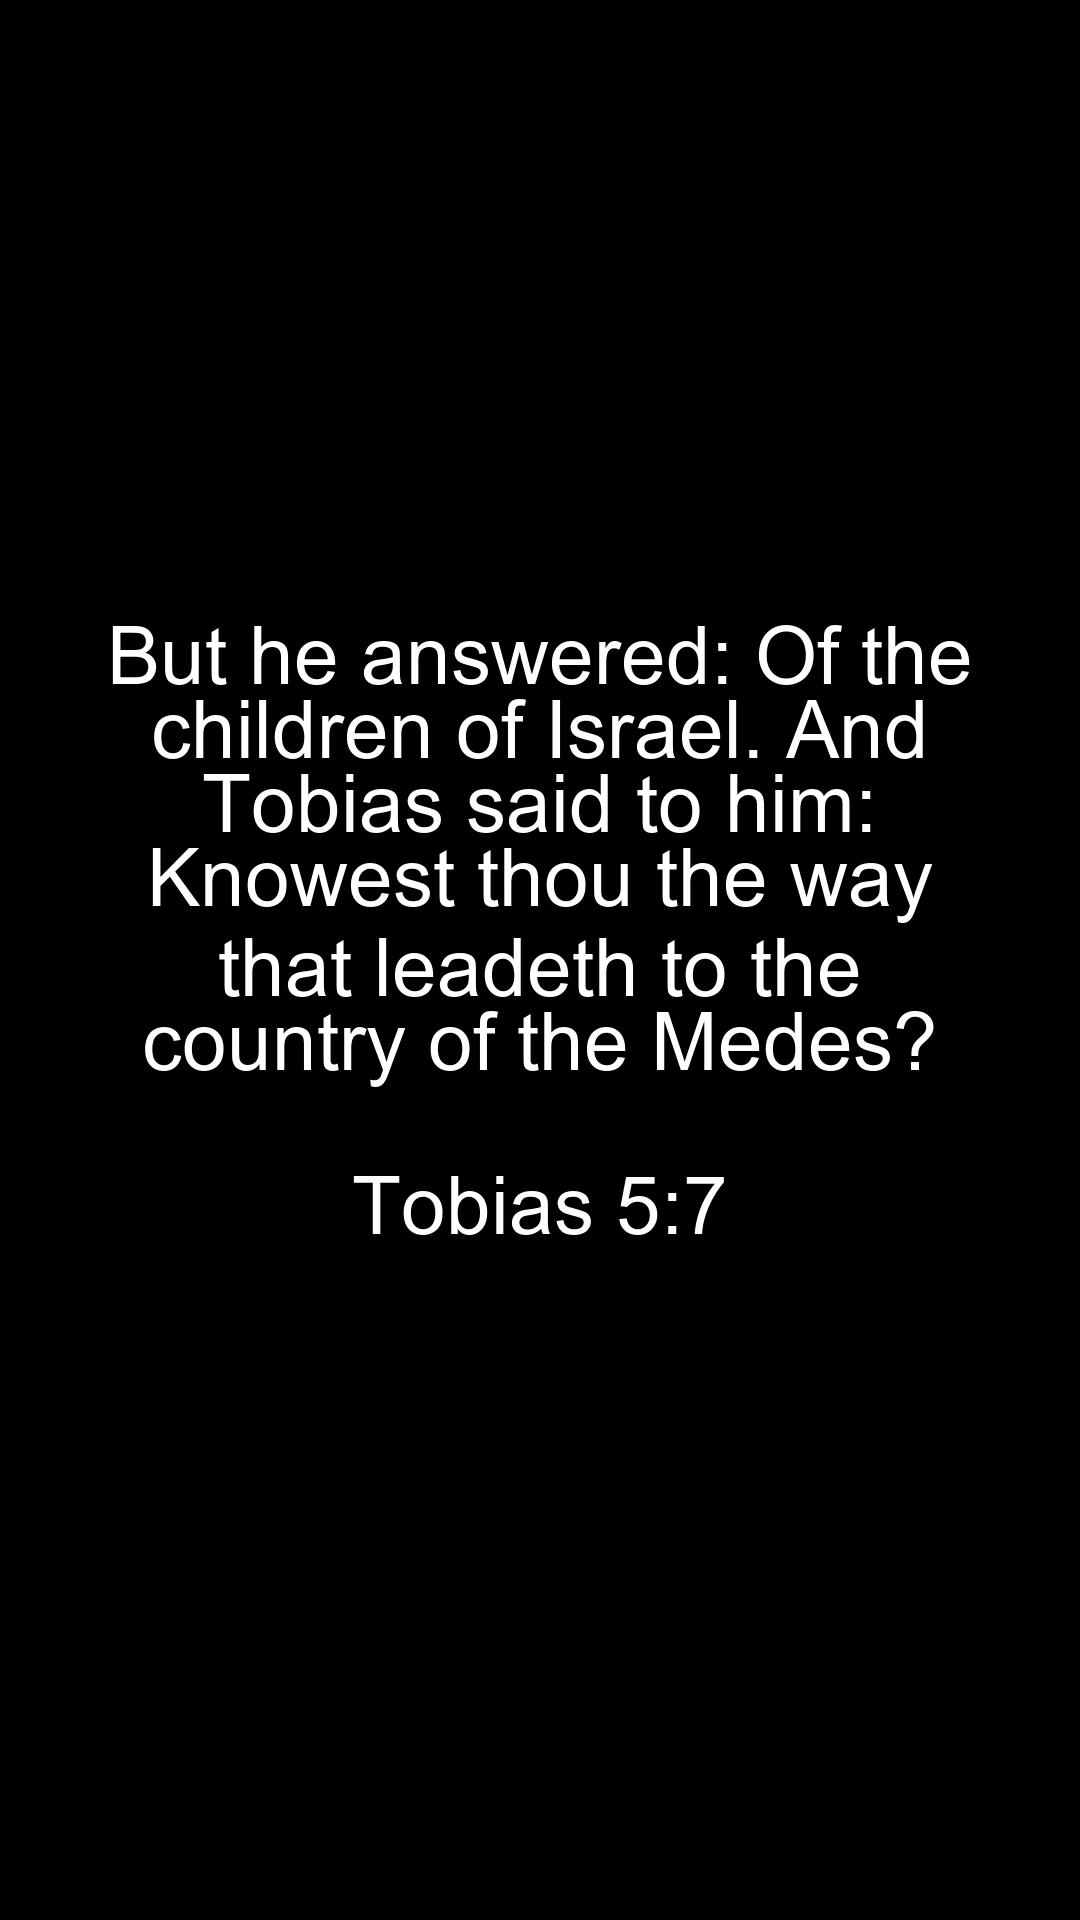 But he answered: Of the
children of Israel. And
Tobias said to him:
Knowest thou the way
that leadeth to the
country of the Medes?
Tobias 5:7